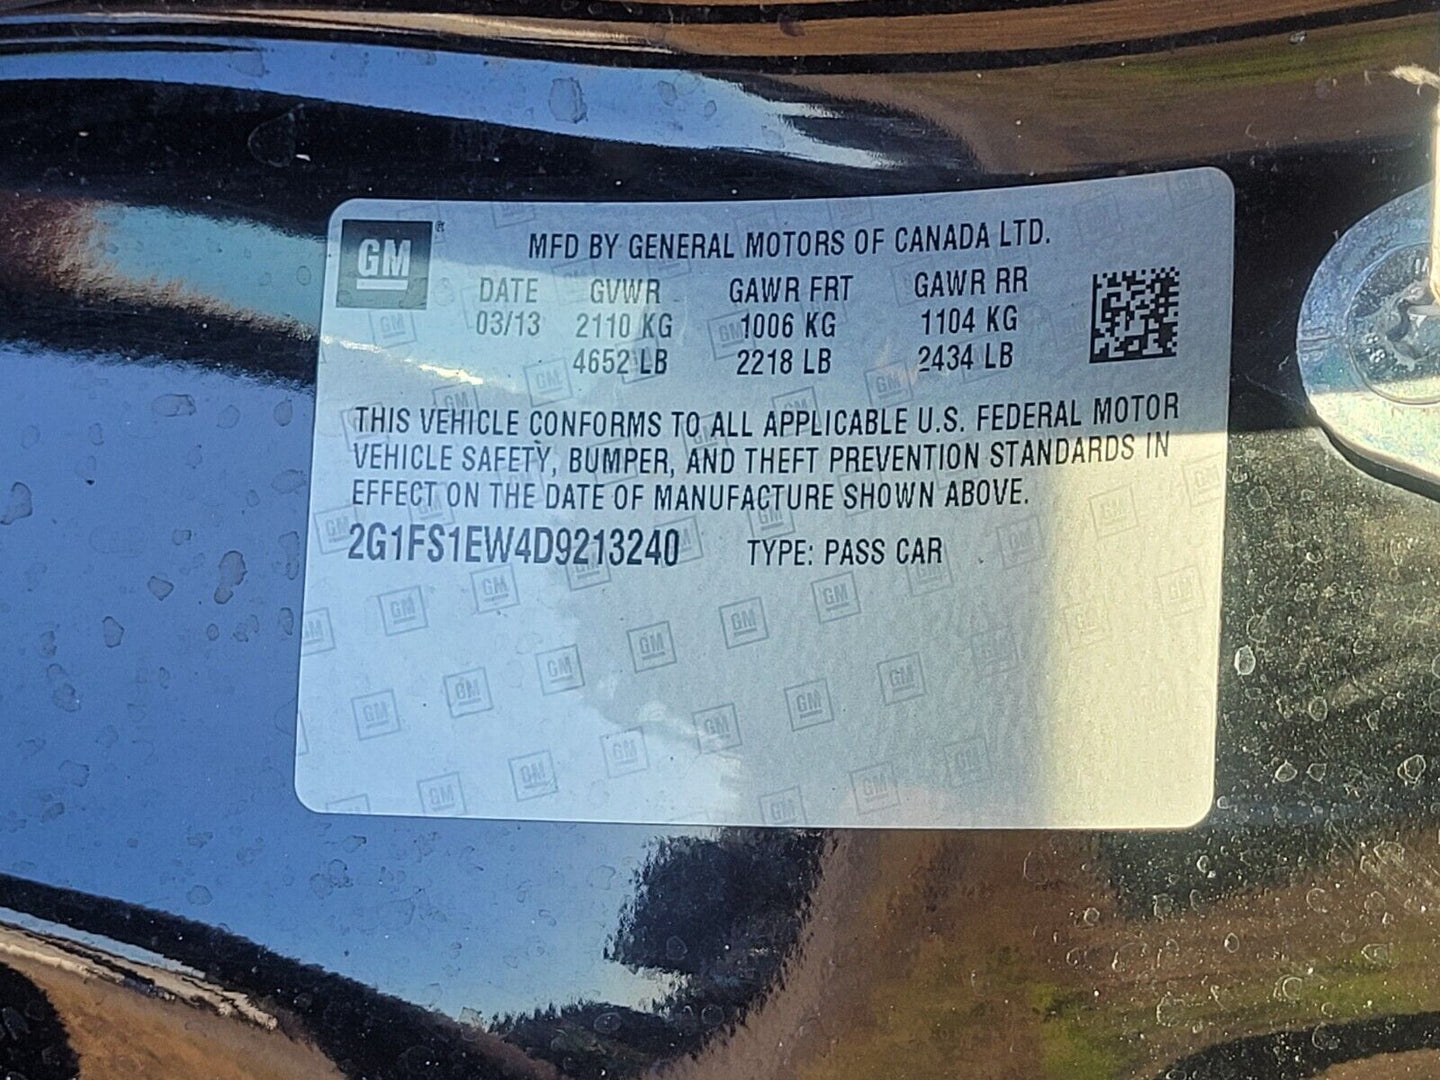 GM ®
MFD BY GENERAL MOTORS OF CANADA LTD.
DATE GVWR GAWR FRT GAWR RR
03/13 2110 KG 1006 KG 1104 KG
4652 LB 2218 LB 2434 LB
THIS VEHICLE CONFORMS TO ALL APPLICABLE U.S. FEDERAL MOTOR
VEHICLE SAFETY, BUMPER, AND THEFT PREVENTION STANDARDS IN
EFFECT ON THE DATE OF MANUFACTURE SHOWN ABOVE.
2G1FS1EW4D9213240 TYPE: PASS CAR